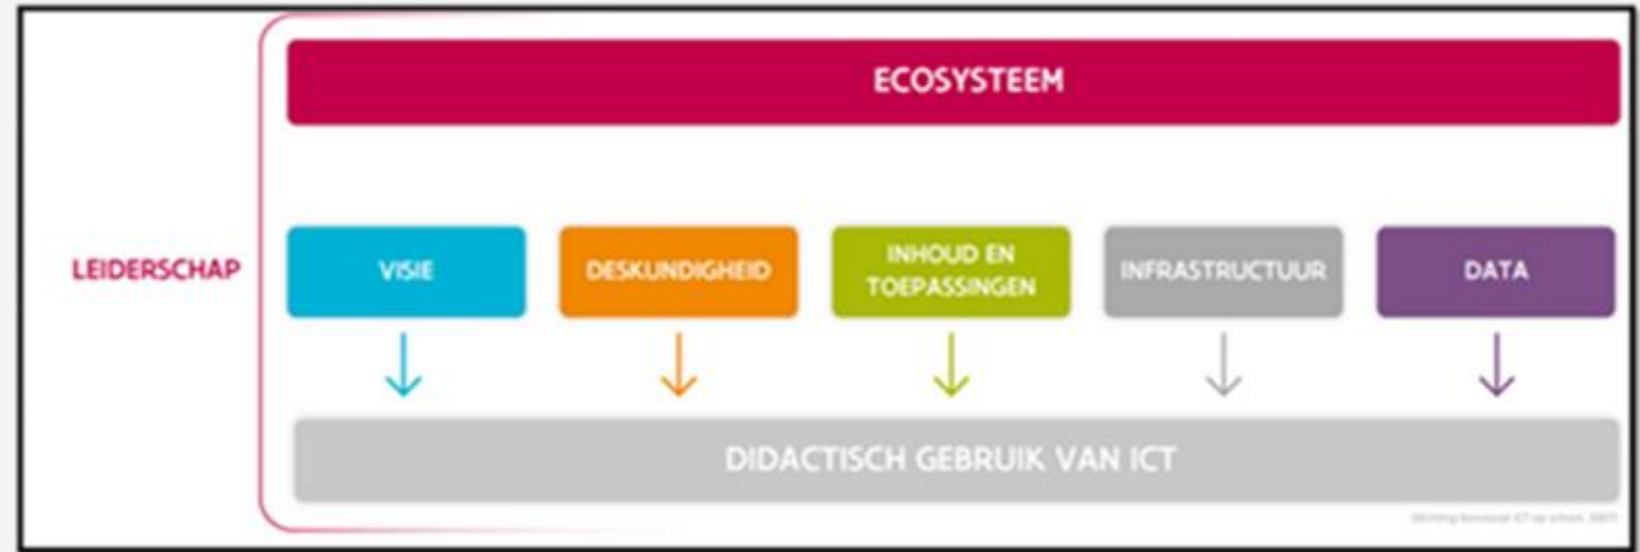 ECOSYSTEEM
LEIDERSCHAP
VISIE
DESKUNDIGHEID
INHOUD EN
TOEPASSINGEN
INFRASTRUCTUUR
DATA
DIDACTISCH GEBRUIK VAN ICT